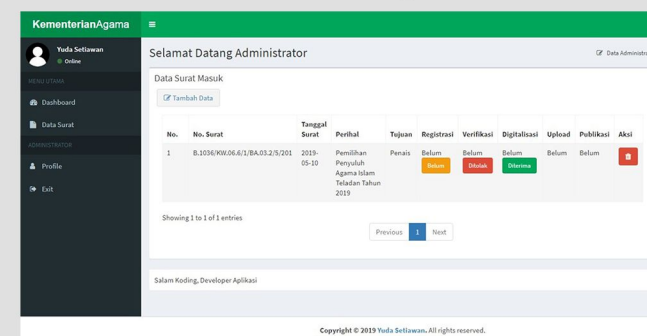 KementerianAgama
Yuda Setiawan
Online
MENU UTAMA
Dashboard
Data Surat
ADMINISTRATOR
Profile
Exit
Selamat Datang Administrator
Data Administra
Data Surat Masuk
Tambah Data
No. No. Surat Tanggal Surat Perihal Tujuan Registrasi Verifikasi Digitalisasi Upload Publikasi Aksi
1 B.1036/KW.06.6/1/BA.03.2/5/201 2019-05-10 Pemilihan Penyuluh Agama Islam Teladan Tahun 2019 Penais Belum Belum Belum Belum Belum
Belum Ditolak Diterima
Showing 1 to 1 of 1 entries
Previous 1 Next
Salam Koding, Developer Aplikasi
Copyright © 2019 Yuda Setiawan. All rights reserved.